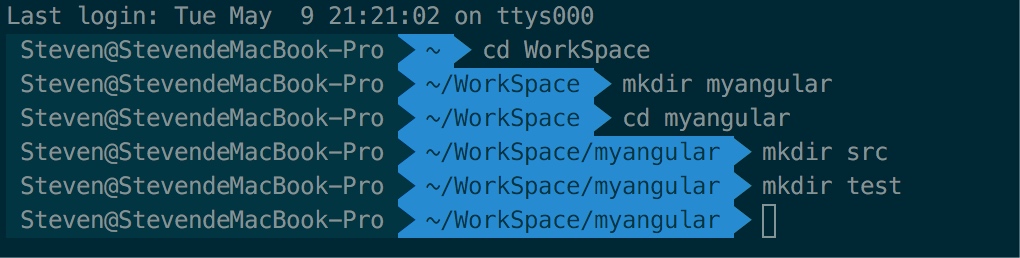 Last login: Tue May  9 21:21:02 on ttys000
Steven@StevendeMacBook-Pro ~ cd WorkSpace
Steven@StevendeMacBook-Pro ~/WorkSpace mkdir myangular
Steven@StevendeMacBook-Pro ~/WorkSpace cd myangular
Steven@StevendeMacBook-Pro ~/WorkSpace/myangular mkdir src
Steven@StevendeMacBook-Pro ~/WorkSpace/myangular mkdir test
Steven@StevendeMacBook-Pro ~/WorkSpace/myangular